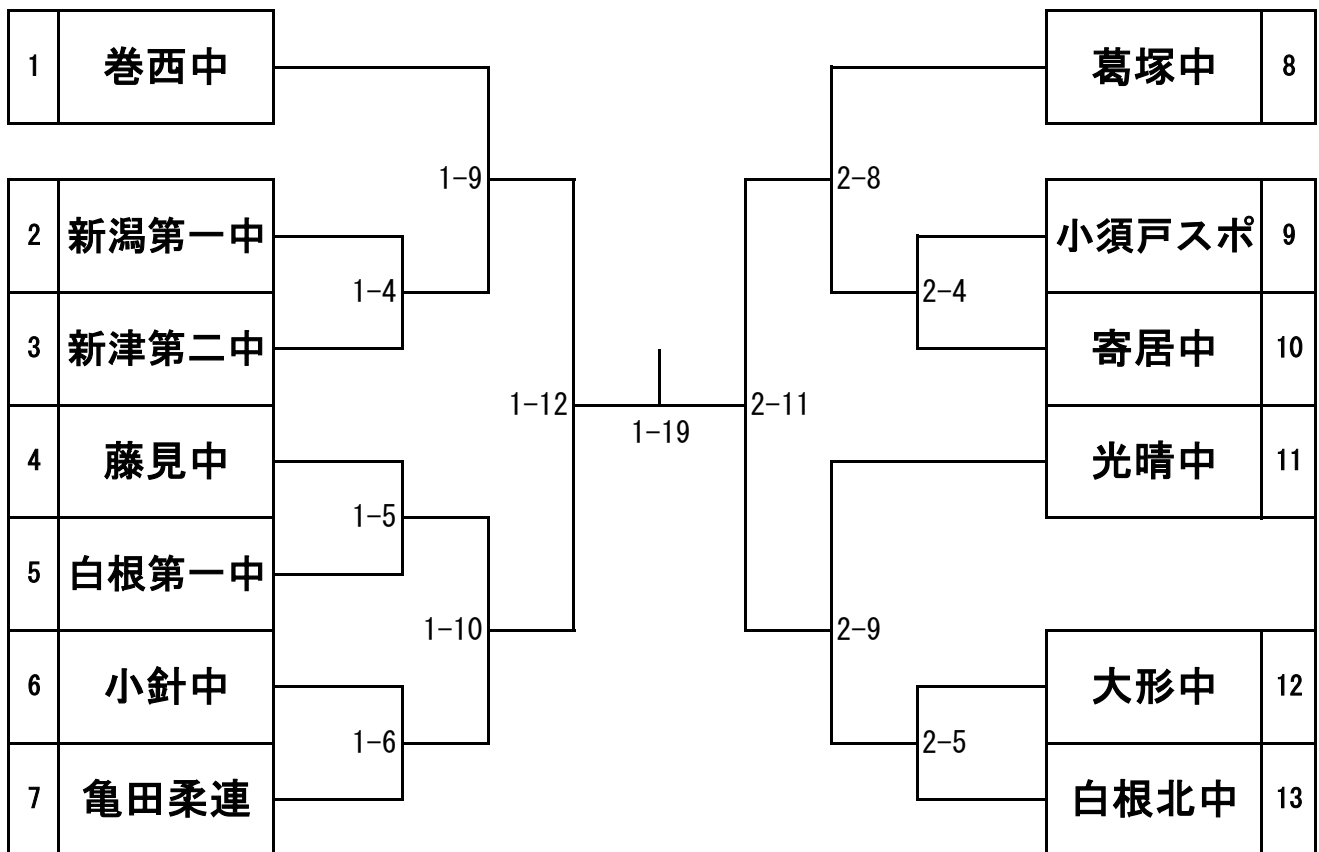 1 巻西中
2 新潟第一中
3 新津第二中
4 藤見中
5 白根第一中
6 小針中
7 亀田柔連
1-9
1-4
1-5
1-10
1-6
1-12
1-19
2-11
2-8
2-4
2-9
2-5
葛塚中 8
小須戸スポ 9
寄居中 10
光晴中 11
大形中 12
白根北中 13